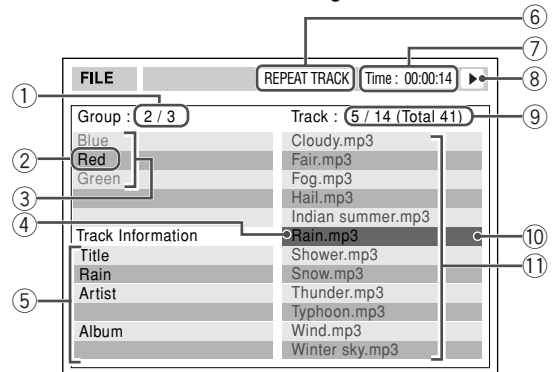 ⑥
⑦
FILE REPEAT TRACK Time : 00:00:14 ⑧
①
Group : 2 / 3 Track : 5 / 14 (Total 41) ⑨
Blue Cloudy.mp3
② Red Fair.mp3
Green Fog.mp3
③ Hail.mp3
④ Indian summer.mp3
Track Information Rain.mp3 ⑩
Title Shower.mp3 ⑪
Rain Snow.mp3
⑤ Artist Thunder.mp3
Typhoon.mp3
Album Wind.mp3
Winter sky.mp3